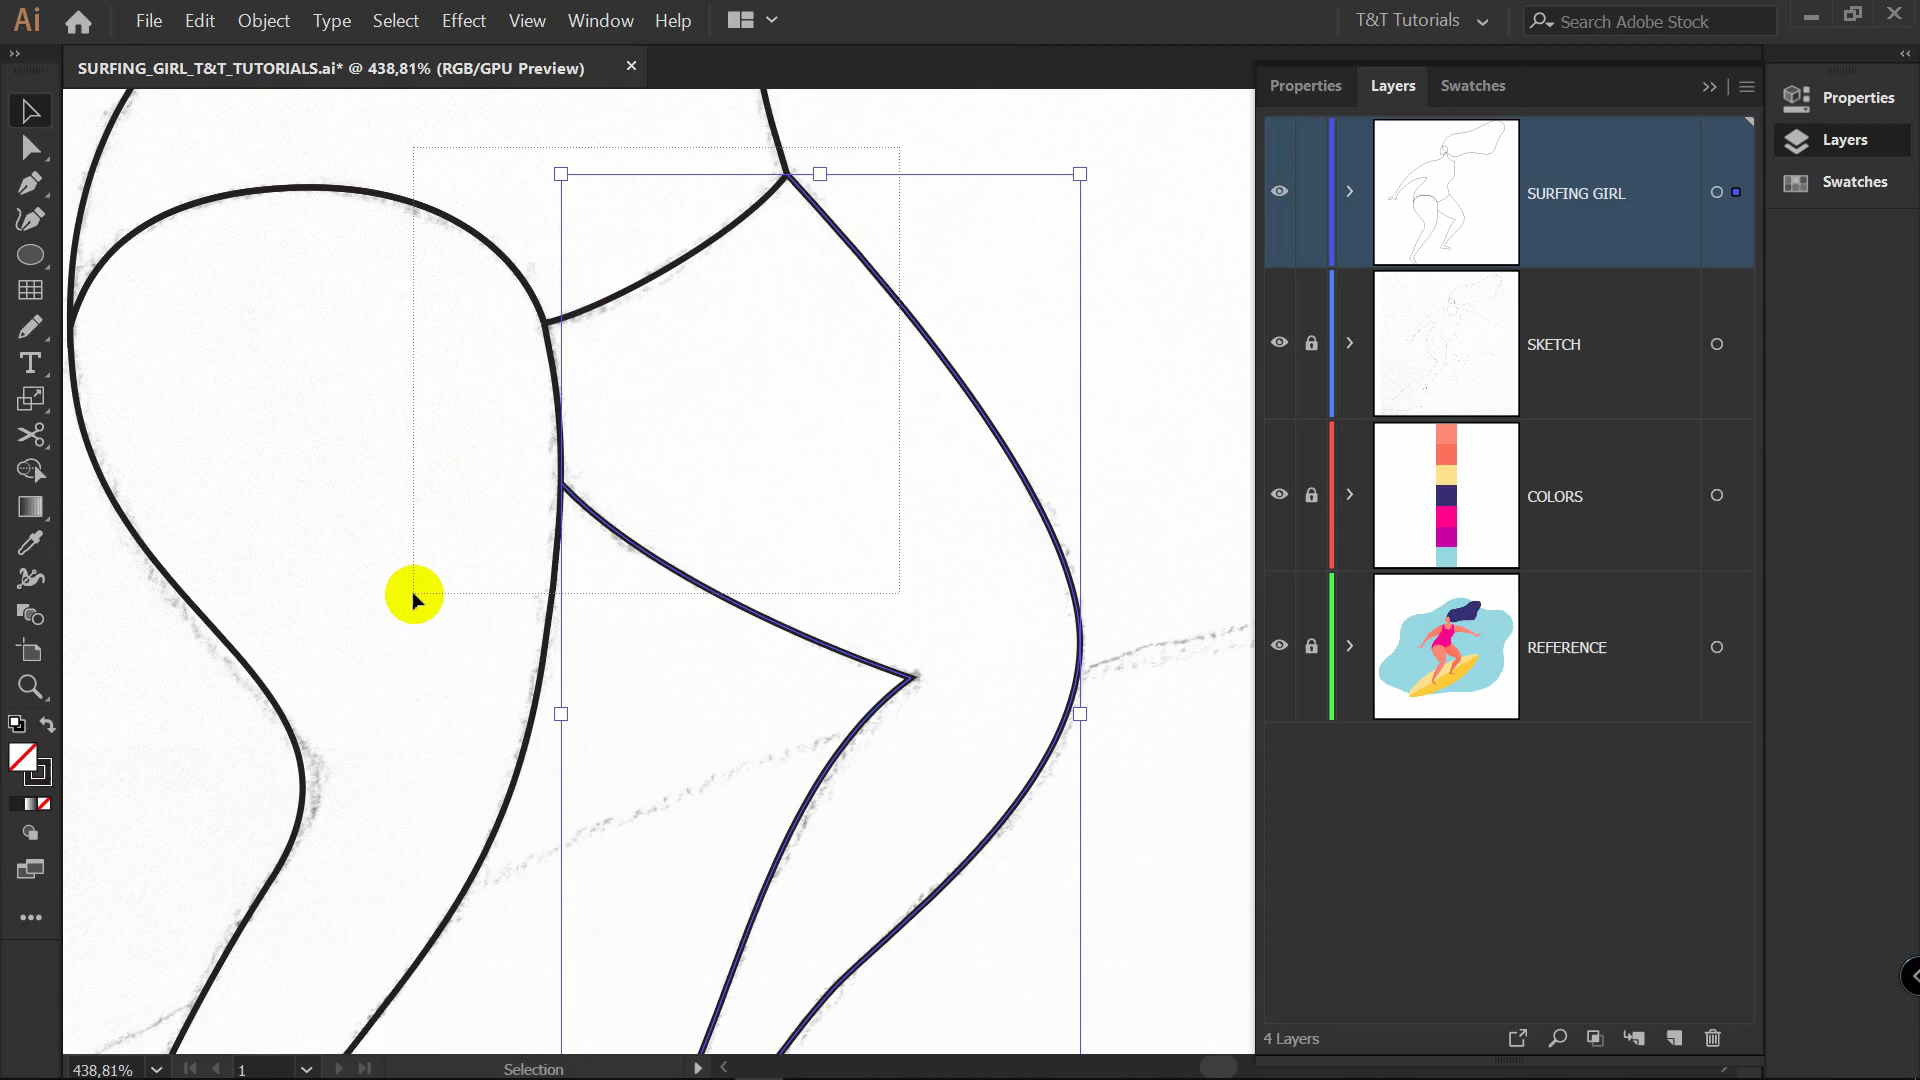 Ai File Edit Object Type Select Effect View Window Help T&T Tutorials Search Adobe Stock
SURFING_GIRL_T&T_TUTORIALS.ai* @ 438,81% (RGB/GPU Preview)
Properties Layers Swatches
Properties
Layers
Swatches
SURFING GIRL
SKETCH
COLORS
REFERENCE
4 Layers
438,81% 1 Selection